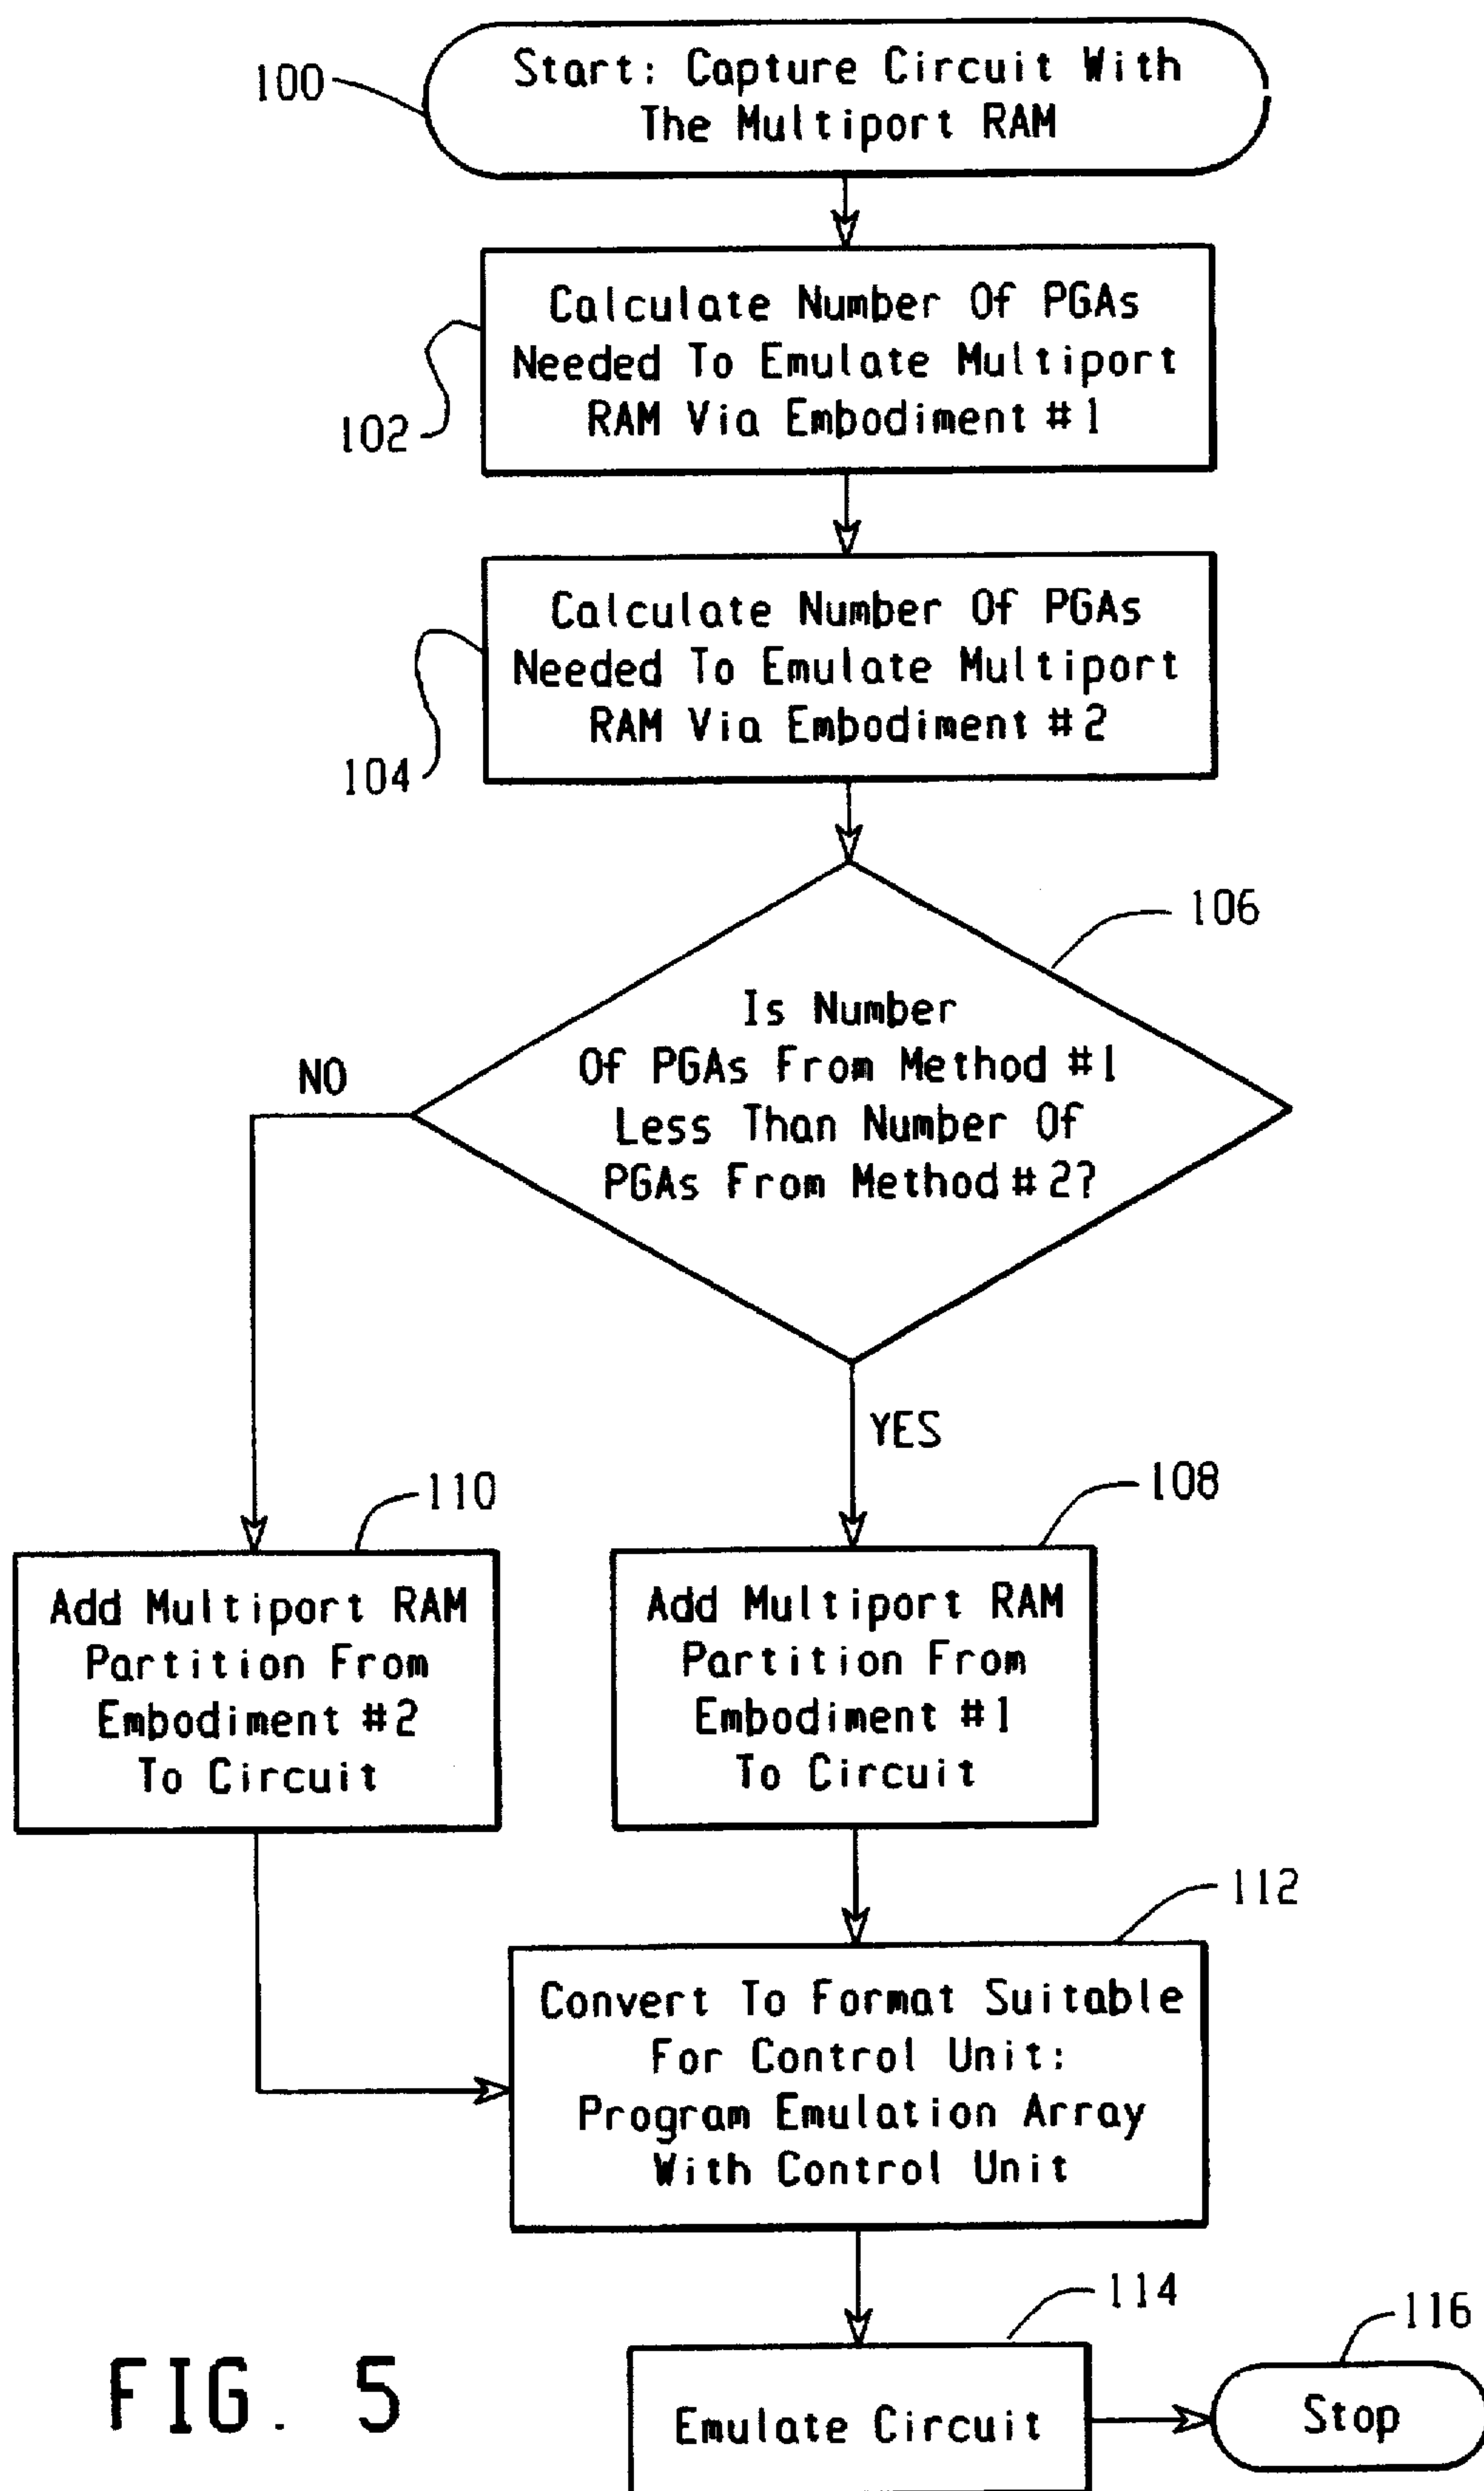 100
Start: Capture Circuit With
The Multiport RAM
Calculate Number Of PGAs
Needed To Emulate Multiport
RAM Via Embodiment #1
102
Calculate Number Of PGAs
Needed To Emulate Multiport
RAM Via Embodiment #2
104
106
Is Number
Of PGAs From Method #1
Less Than Number Of
PGAs From Method #2?
NO
YES
110
108
Add Multiport RAM
Partition From
Embodiment #2
To Circuit
Add Multiport RAM
Partition From
Embodiment #1
To Circuit
112
Convert To Format Suitable
For Control Unit:
Program Emulation Array
With Control Unit
114
116
Emulate Circuit
Stop
FIG. 5